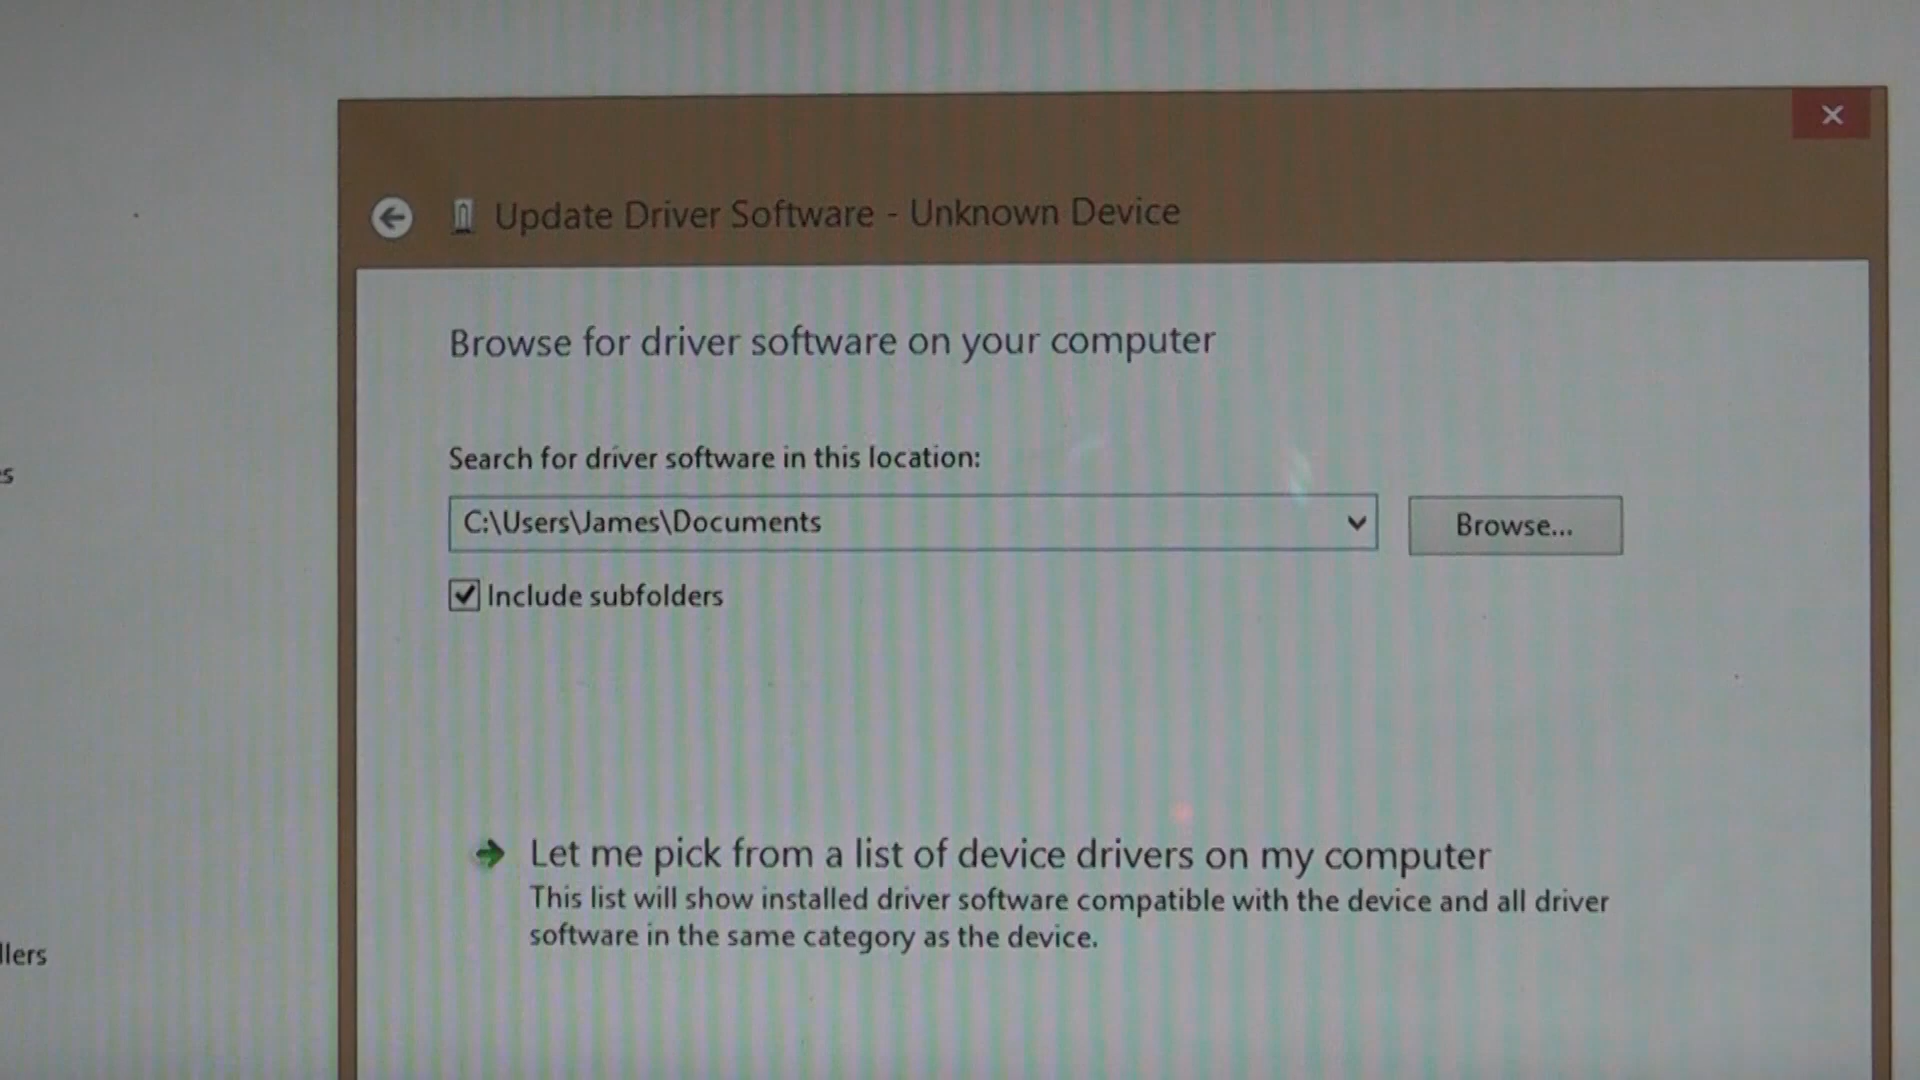 Update Driver Software - Unknown Device
Browse for driver software on your computer
Search for driver software in this location:
C:\Users\James\Documents
Browse...
Include subfolders
Let me pick from a list of device drivers on my computer
This list will show installed driver software compatible with the device and all driver
software in the same category as the device.